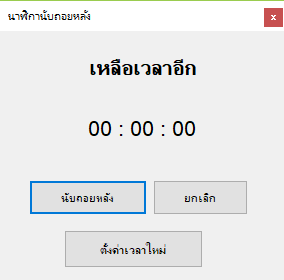 นาฬิกานับถอยหลัง
x
เหลือเวลาอีก
00 : 00 : 00
นับถอยหลัง
ยกเลิก
ตั้งค่าเวลาใหม่